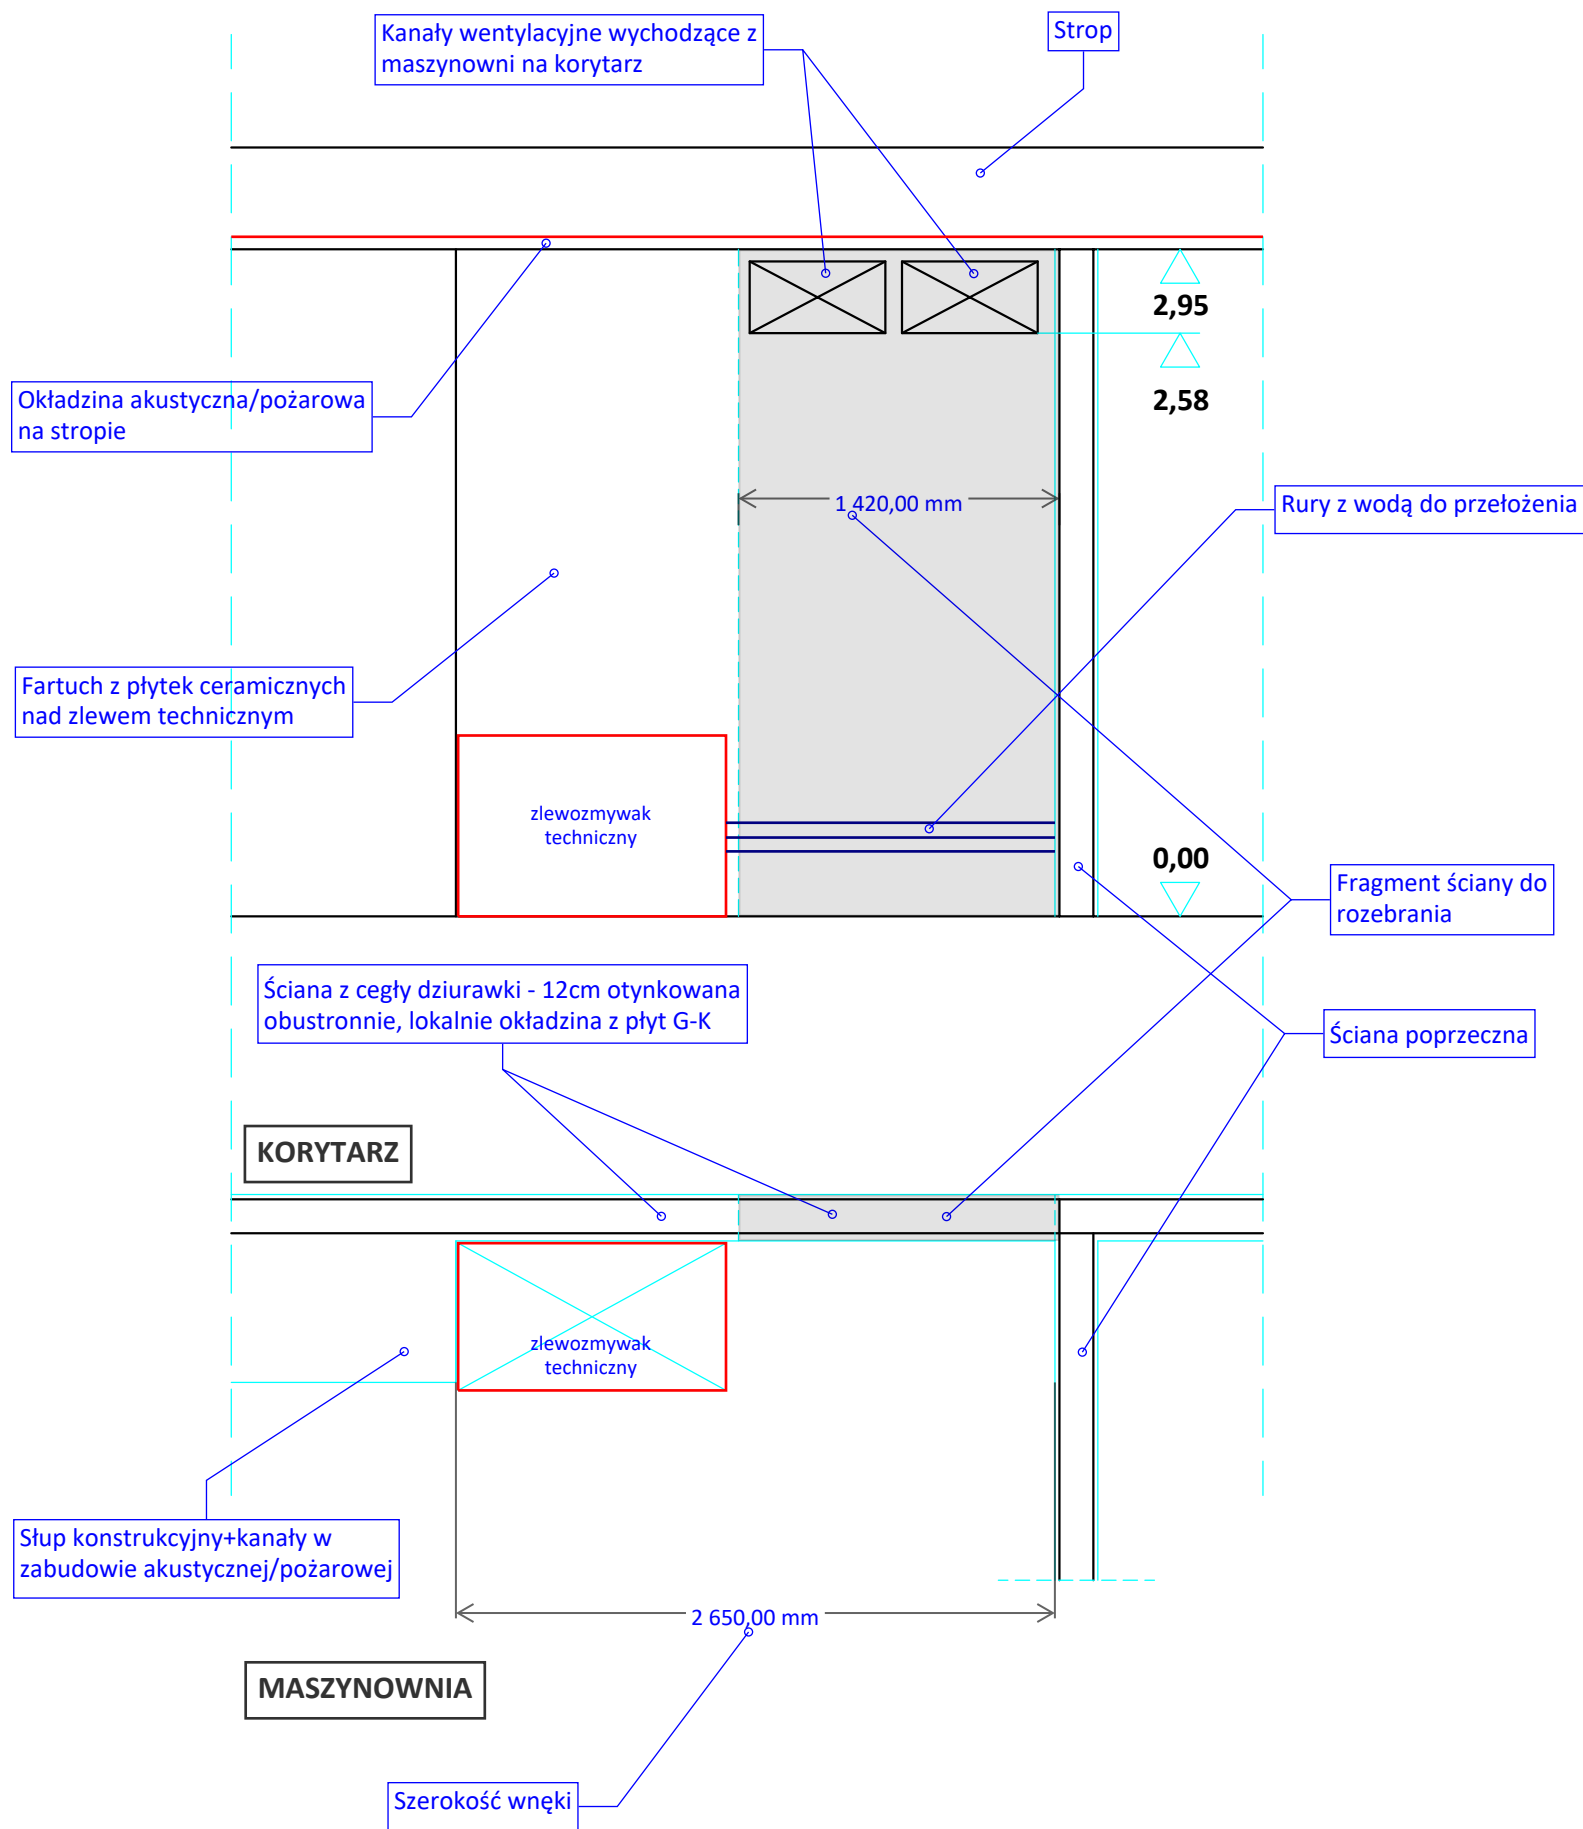 Kanały wentylacyjne wychodzące z
maszynowni na korytarz
Strop
2,95
2,58
Okładzina akustyczna/pożarowa
na stropie
1 420,00 mm
Rury z wodą do przełożenia
Fartuch z płytek ceramicznych
nad zlewem technicznym
zlewozmywak
techniczny
0,00
Fragment ściany do
rozebrania
Ściana z cegły dziurawki - 12cm otynkowana
obustronnie, lokalnie okładzina z płyt G-K
Ściana poprzeczna
KORYTARZ
zlewozmywak
techniczny
Słup konstrukcyjny+kanały w
zabudowie akustycznej/pożarowej
2 650,00 mm
MASZYNOWNIA
Szerokość wnęki